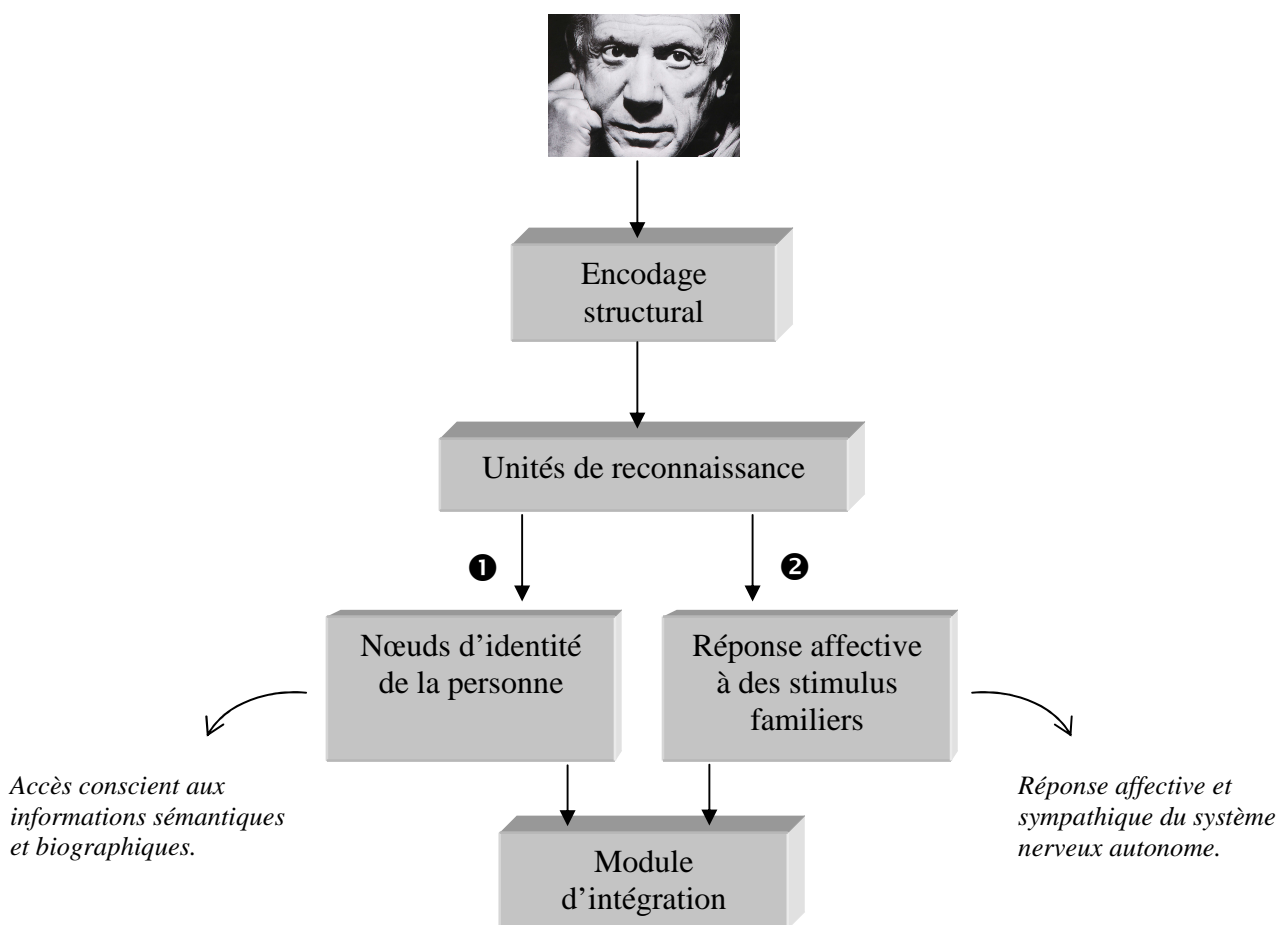 Encodage
structural
Unités de reconnaissance
❶
❷
Nœuds d’identité
de la personne
Réponse affective
à des stimulus
familiers
Accès conscient aux
informations sémantiques
et biographiques.
Réponse affective et
sympathique du système
nerveux autonome.
Module
d’intégration